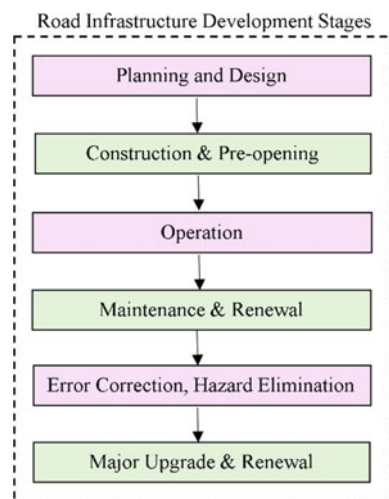 Road Infrastructure Development Stages
Planning and Design
Construction & Pre-opening
Operation
Maintenance & Renewal
Error Correction, Hazard Elimination
Major Upgrade & Renewal